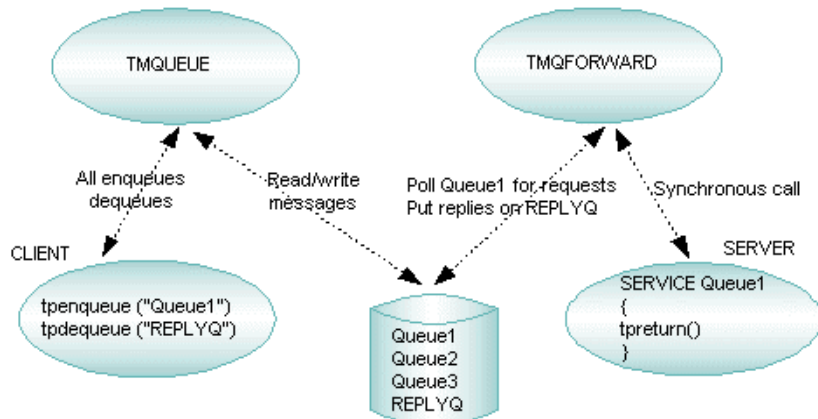 TMQUEUE
TMQFORWARD
All enqueues
dequeues
Read/write
messages
Poll Queue1 for requests
Put replies on REPLYQ
Synchronous call
CLIENT
SERVER
tpenqueue ("Queue1")
tpdequeue ("REPLYQ")
Queue1
Queue2
Queue3
REPLYQ
SERVICE Queue1
{
tpreturn()
}